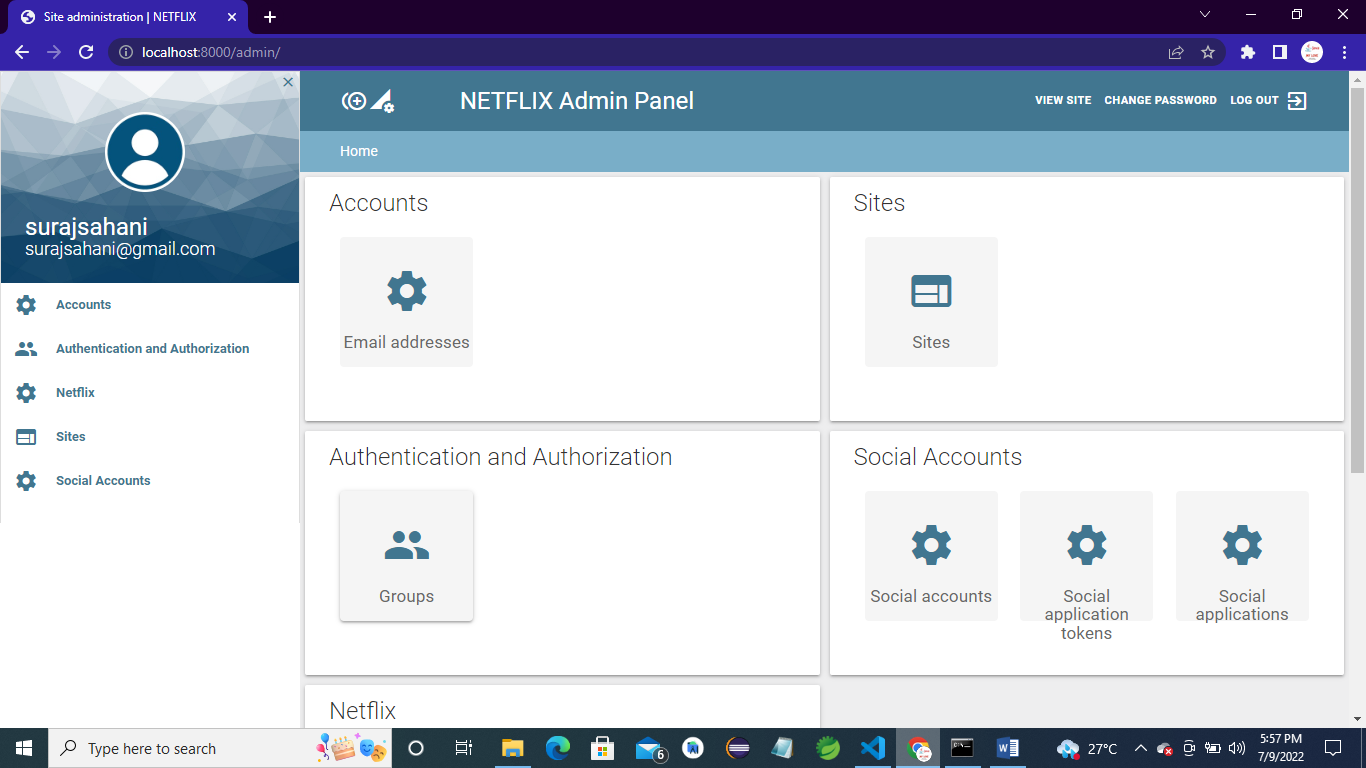 Site administration | NETFLIX
localhost:8000/admin/
NETFLIX Admin Panel
VIEW SITE CHANGE PASSWORD LOG OUT
Home
surajsahani
surajsahani@gmail.com
Accounts
Authentication and Authorization
Netflix
Sites
Social Accounts
Accounts
Email addresses
Sites
Sites
Authentication and Authorization
Groups
Social Accounts
Social accounts
Social
application
tokens
Social
applications
Netflix
Type here to search
6
27°C
5:57 PM
7/9/2022